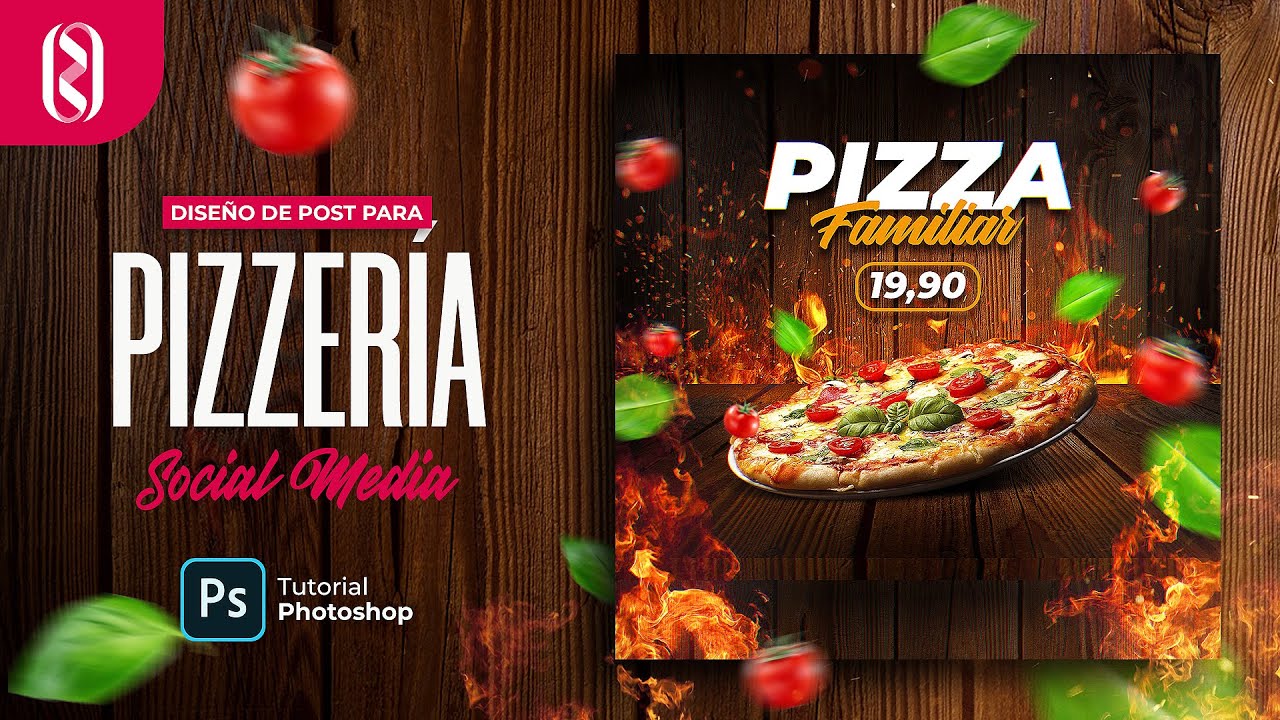 DISEÑO DE POST PARA
PIZZERÍA
Social Media
Ps
Tutorial
Photoshop
PIZZA
Familiar
19,90